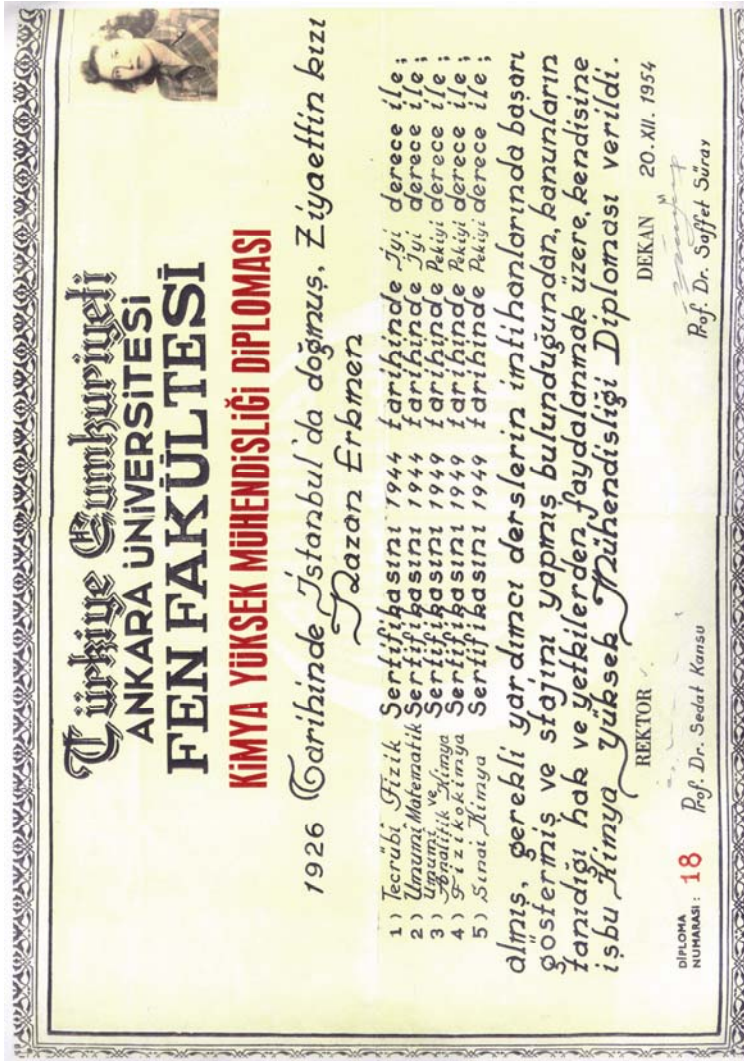 Türkiye Cumhuriyeti
ANKARA ÜNİVERSİTESİ
FEN FAKÜLTESİ
KİMYA YÜKSEK MÜHENDİSLİĞİ DİPLOMASI
1926 Tarihinde İstanbul'da doğmuş, Ziyaettin kızı
Nazan Erkmen
1) Tecrübi Fizik Sertifikasını 1944 tarihinde İyi derece ile;
2) Umumi Matematik Sertifikasını 1944 tarihinde İyi derece ile;
3) Umumi ve Analitik Kimya Sertifikasını 1949 tarihinde Pekiyi derece ile;
4) Fizikokimya Sertifikasını 1949 tarihinde Pekiyi derece ile;
5) Sınai Kimya Sertifikasını 1949 tarihinde Pekiyi derece ile;
almış, gerekli yardımcı derslerin imtihanlarında başarı
göstermiş ve stajını yapmış bulunduğundan, kanunların
tanıdığı hak ve yetkilerden faydalanmak üzere, kendisine
işbu Kimya Yüksek Mühendisliği Diploması verildi.
REKTOR
DEKAN 20.XII.1954
DİPLOMA
NUMARASI : 18
Prof. Dr. Sedat Kansu
Prof. Dr. Saffet Süray